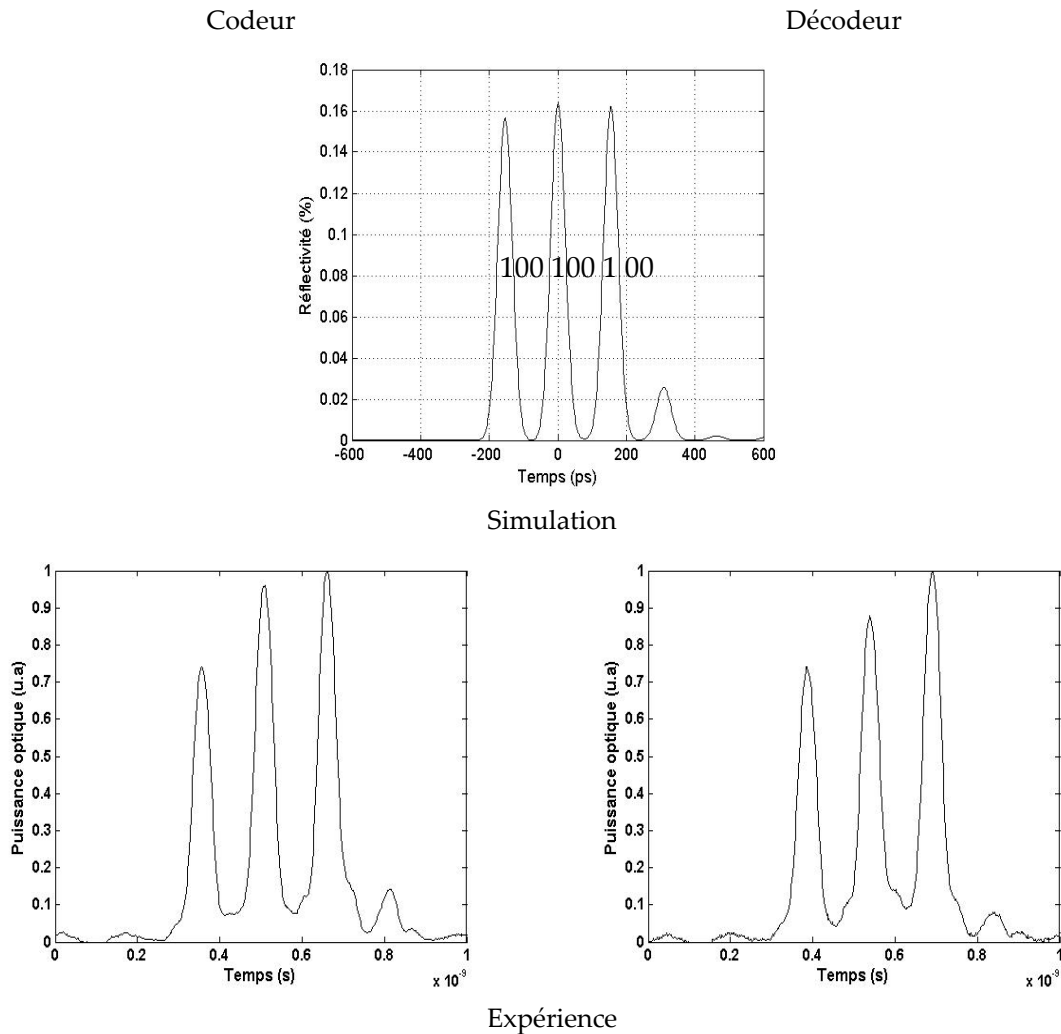 Codeur Décodeur
0.18
0.16
0.14
0.12
0.1
0.08
0.06
0.04
0.02
0
Réflectivité (%)
100 100 1 00
-600 -400 -200 0 200 400 600
Temps (ps)
Simulation
1
0.9
0.8
0.7
0.6
0.5
0.4
0.3
0.2
0.1
0
Puissance optique (u.a)
0 0.2 0.4 0.6 0.8 1
Temps (s)
x 10⁻⁹
1
0.9
0.8
0.7
0.6
0.5
0.4
0.3
0.2
0.1
0
Puissance optique (u.a)
0 0.2 0.4 0.6 0.8 1
Temps (s)
x 10⁻⁹
Expérience